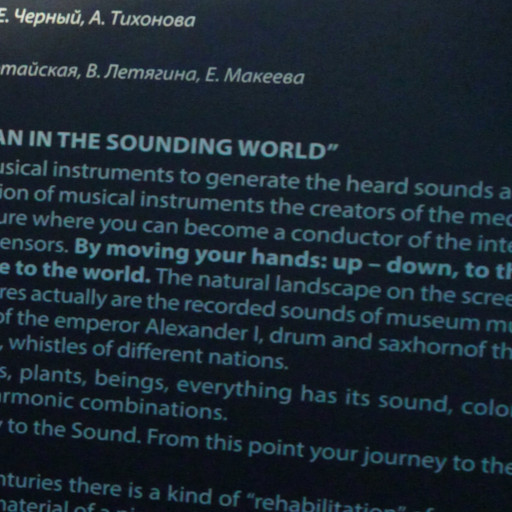 Е. Черный, А. Тихонова
тайская, В. Летягина, Е. Макеева
AN IN THE SOUNDING WORLD"
usical instruments to generate the heard sounds a
ion of musical instruments the creators of the med
ure where you can become a conductor of the inte
ensors. By moving your hands: up – down, to th
e to the world. The natural landscape on the scree
res actually are the recorded sounds of museum mu
of the emperor Alexander I, drum and saxhornof th
, whistles of different nations.
s, plants, beings, everything has its sound, colo
armonic combinations.
y to the Sound. From this point your journey to the
nturies there is a kind of "rehabilitation"
material of a